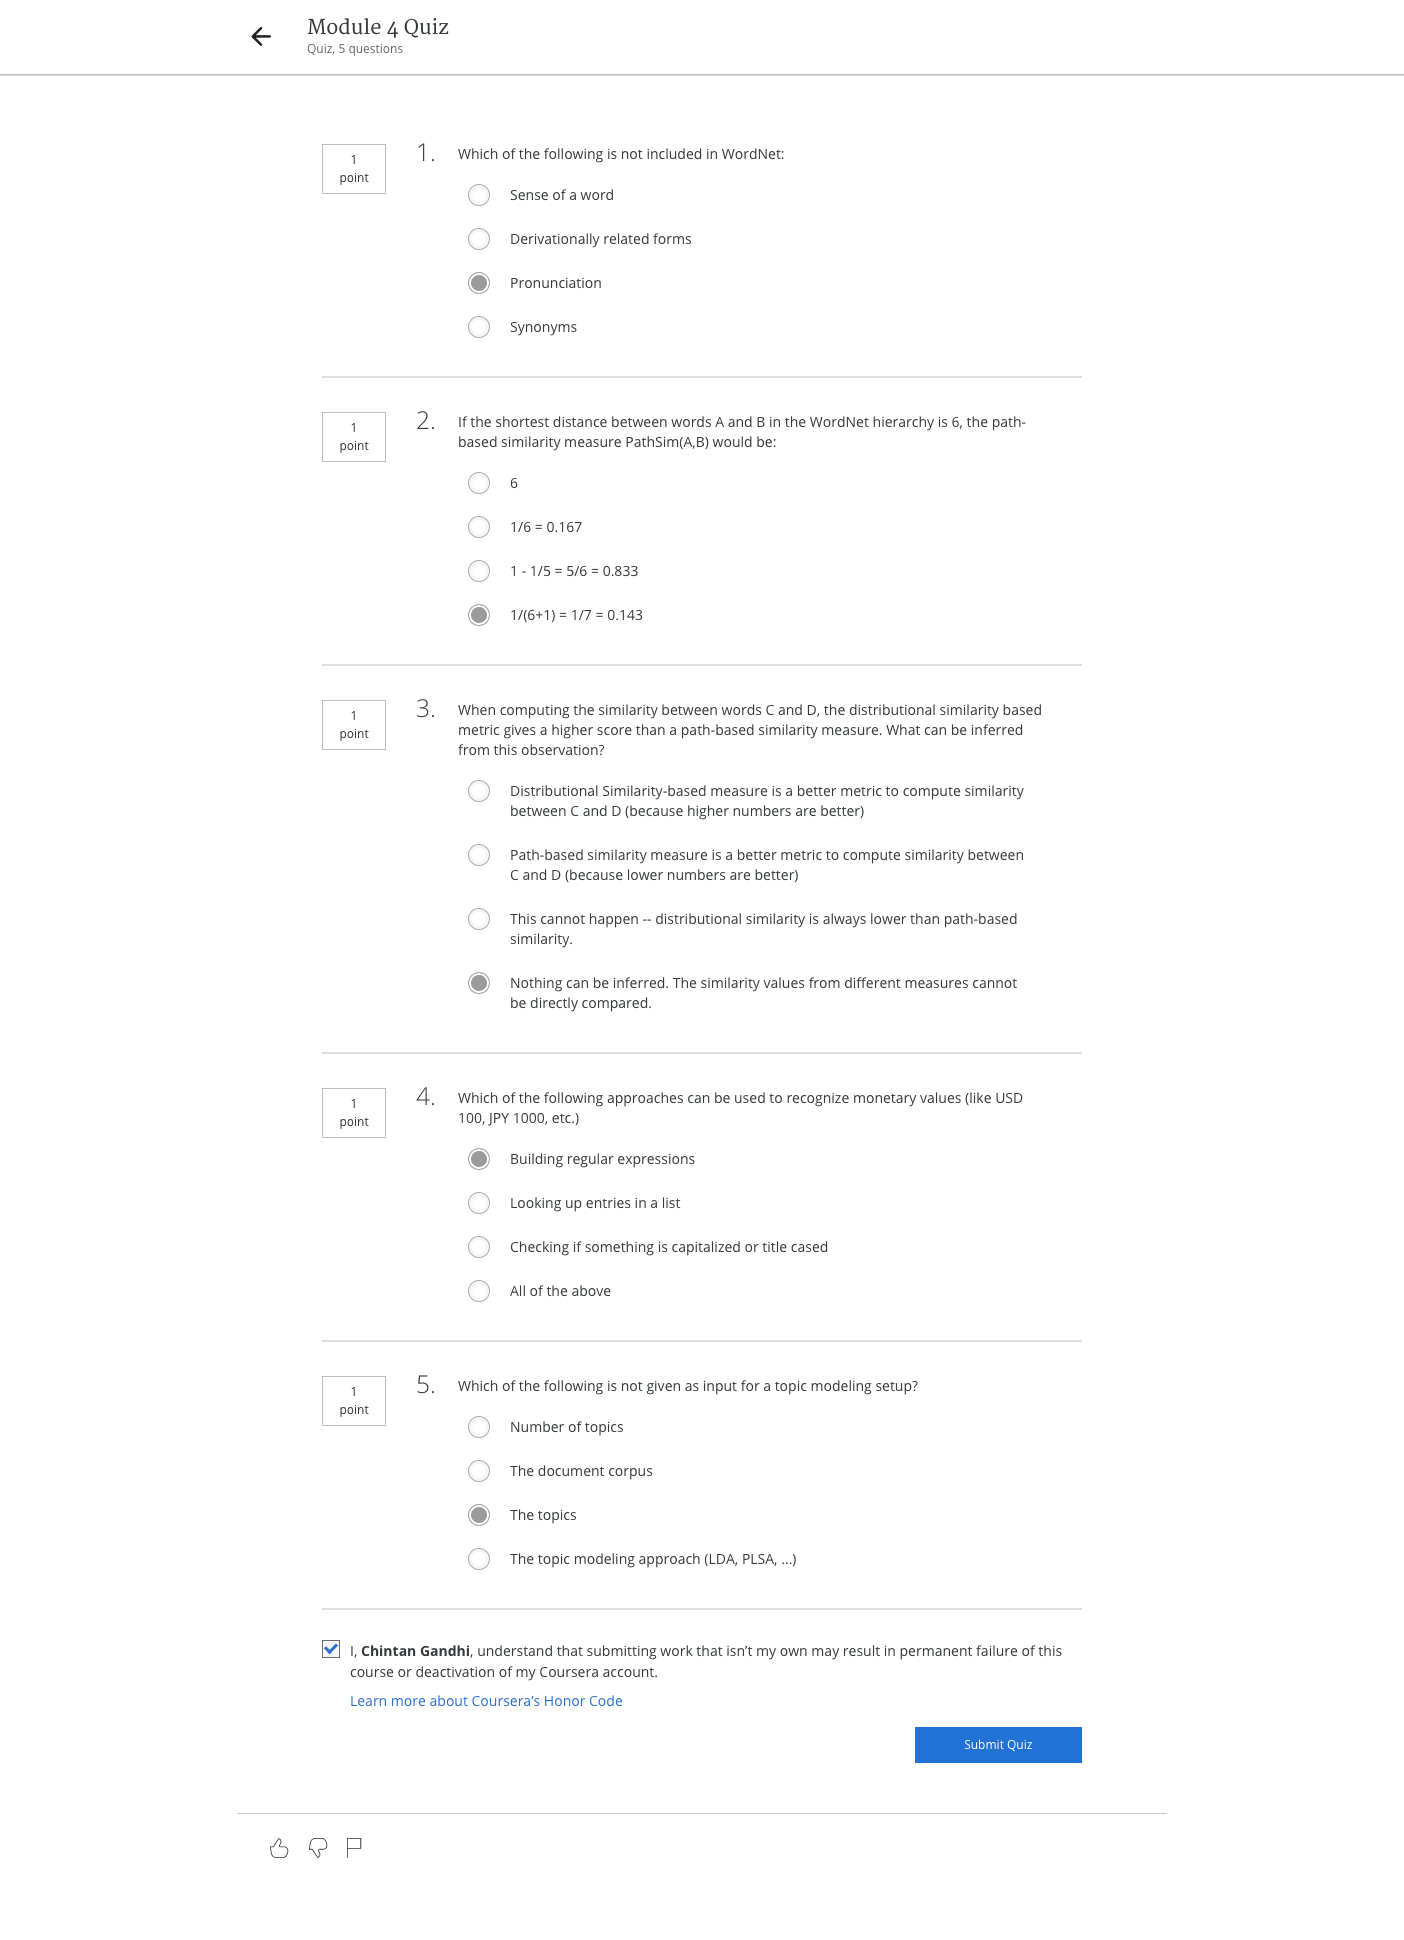 Module 4 Quiz
Quiz, 5 questions
1
point
1.
Which of the following is not included in WordNet:
Sense of a word
Derivationally related forms
Pronunciation
Synonyms
1
point
2.
If the shortest distance between words A and B in the WordNet hierarchy is 6, the path-
based similarity measure PathSim(A,B) would be:
6
1/6 = 0.167
1 - 1/5 = 5/6 = 0.833
1/(6+1) = 1/7 = 0.143
1
point
3.
When computing the similarity between words C and D, the distributional similarity based
metric gives a higher score than a path-based similarity measure. What can be inferred
from this observation?
Distributional Similarity-based measure is a better metric to compute similarity
between C and D (because higher numbers are better)
Path-based similarity measure is a better metric to compute similarity between
C and D (because lower numbers are better)
This cannot happen -- distributional similarity is always lower than path-based
similarity.
Nothing can be inferred. The similarity values from different measures cannot
be directly compared.
1
point
4.
Which of the following approaches can be used to recognize monetary values (like USD
100, JPY 1000, etc.)
Building regular expressions
Looking up entries in a list
Checking if something is capitalized or title cased
All of the above
1
point
5.
Which of the following is not given as input for a topic modeling setup?
Number of topics
The document corpus
The topics
The topic modeling approach (LDA, PLSA, ...)
I, Chintan Gandhi, understand that submitting work that isn’t my own may result in permanent failure of this
course or deactivation of my Coursera account.
Learn more about Coursera’s Honor Code
Submit Quiz